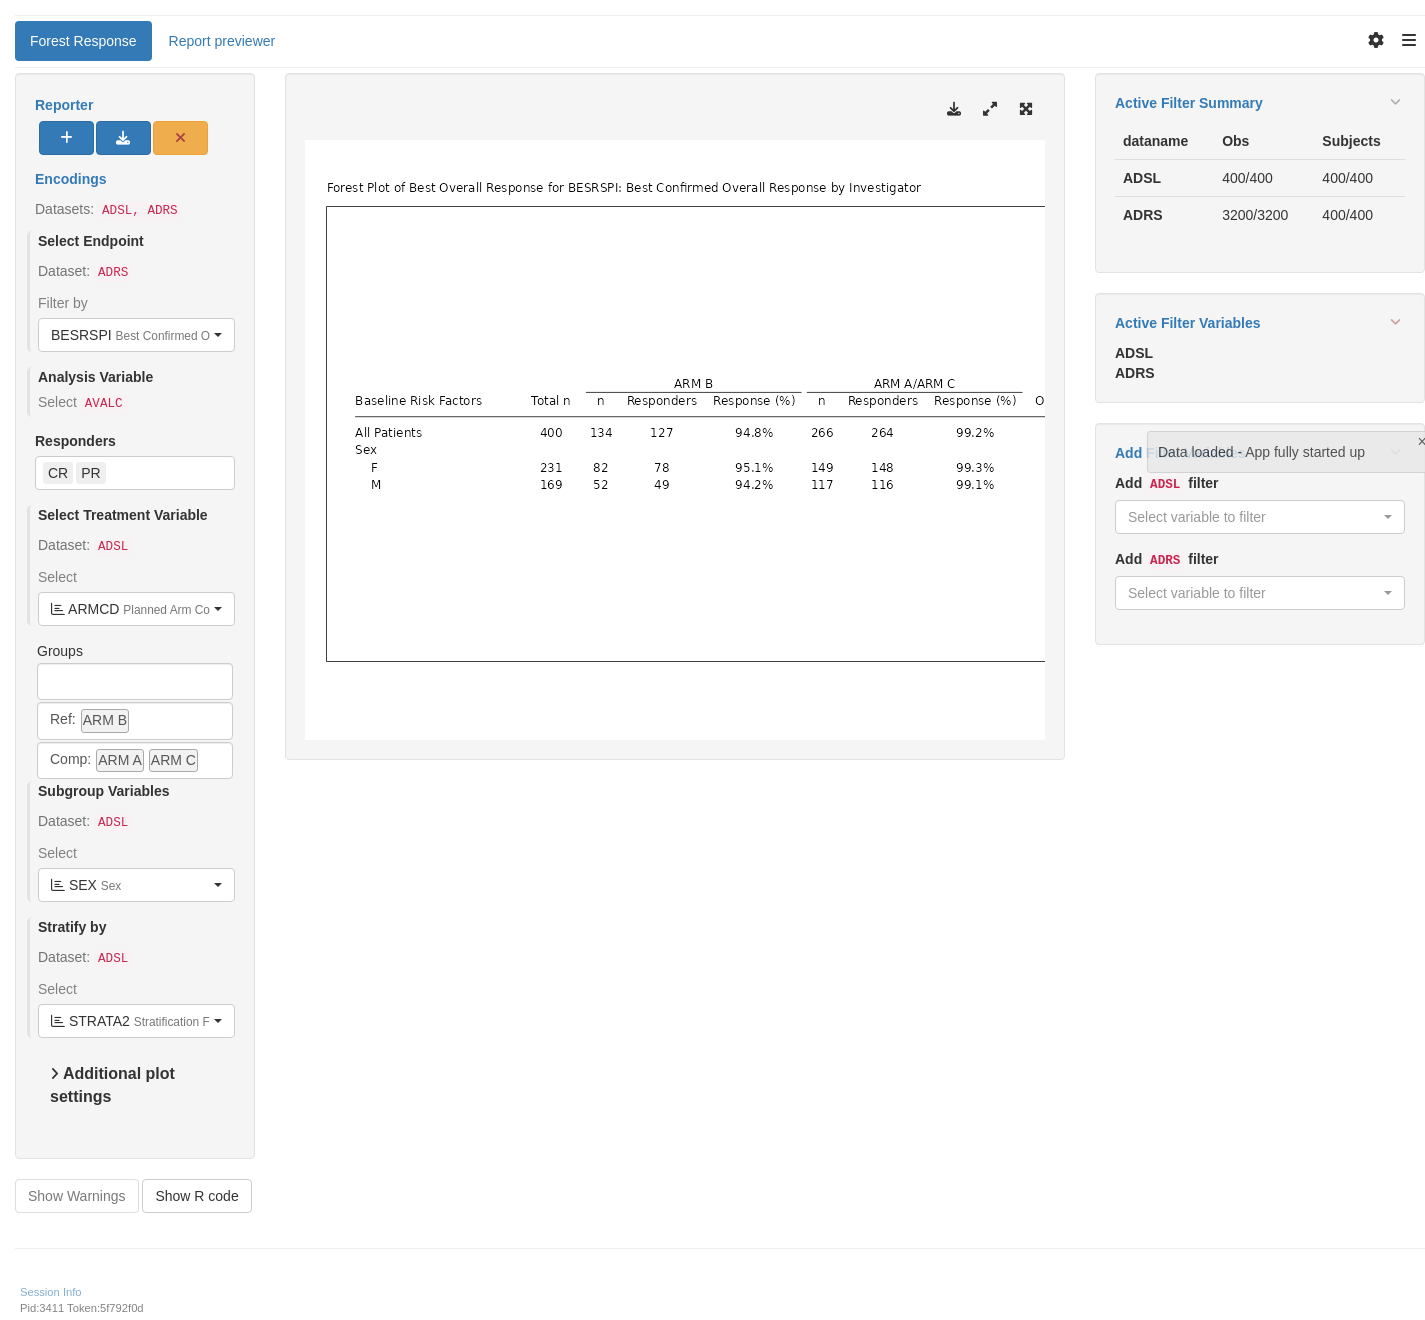 Forest Response
Report previewer
Reporter
Encodings
Datasets: ADSL, ADRS
Select Endpoint
Dataset: ADRS
Filter by
BESRSPI Best Confirmed O
Analysis Variable
Select AVALC
Responders
CR PR
Select Treatment Variable
Dataset: ADSL
Select
ARMCD Planned Arm Co
Groups
Ref: ARM B
Comp: ARM A ARM C
Subgroup Variables
Dataset: ADSL
Select
SEX Sex
Stratify by
Dataset: ADSL
Select
STRATA2 Stratification F
Additional plot
settings
Show Warnings
Show R code
Forest Plot of Best Overall Response for BESRSPI: Best Confirmed Overall Response by Investigator
ARM B ARM A/ARM C
Baseline Risk Factors Total n n Responders Response (%) n Responders Response (%) O
All Patients 400 134 127 94.8% 266 264 99.2%
Sex
F 231 82 78 95.1% 149 148 99.3%
M 169 52 49 94.2% 117 116 99.1%
Active Filter Summary
dataname Obs Subjects
ADSL 400/400 400/400
ADRS 3200/3200 400/400
Active Filter Variables
ADSL
ADRS
Add
Data loaded - App fully started up
Add ADSL filter
Select variable to filter
Add ADRS filter
Select variable to filter
Session Info
Pid:3411 Token:5f792f0d